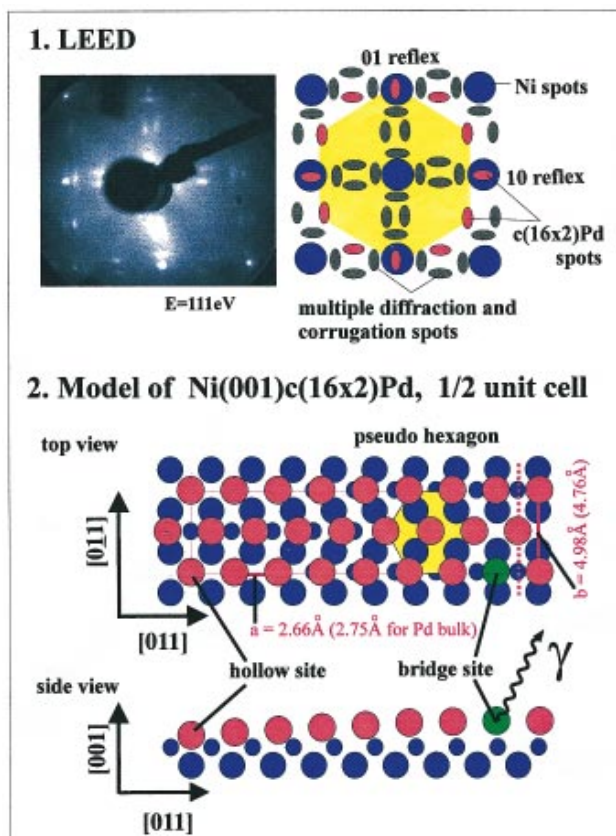 1. LEED
01 reflex
Ni spots
10 reflex
c(16x2)Pd
spots
E=111eV
multiple diffraction and
corrugation spots
2. Model of Ni(001)c(16x2)Pd, 1/2 unit cell
top view
pseudo hexagon
[011]
b = 4.98Å (4.76Å)
[011]
a = 2.66Å (2.75Å for Pd bulk)
hollow site
bridge site
γ
side view
[001]
[011]